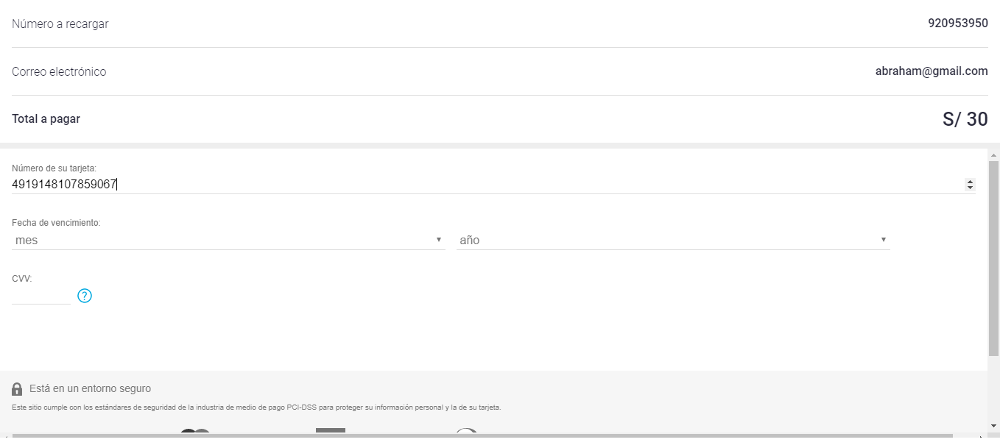 Número a recargar 920953950
Correo electrónico abraham@gmail.com
Total a pagar S/ 30
Número de su tarjeta:
4919148107859067
Fecha de vencimiento:
mes año
CVV:
?
Está en un entorno seguro
Este sitio cumple con los estándares de seguridad de la industria de medio de pago PCI-DSS para proteger su información personal y la de su tarjeta.